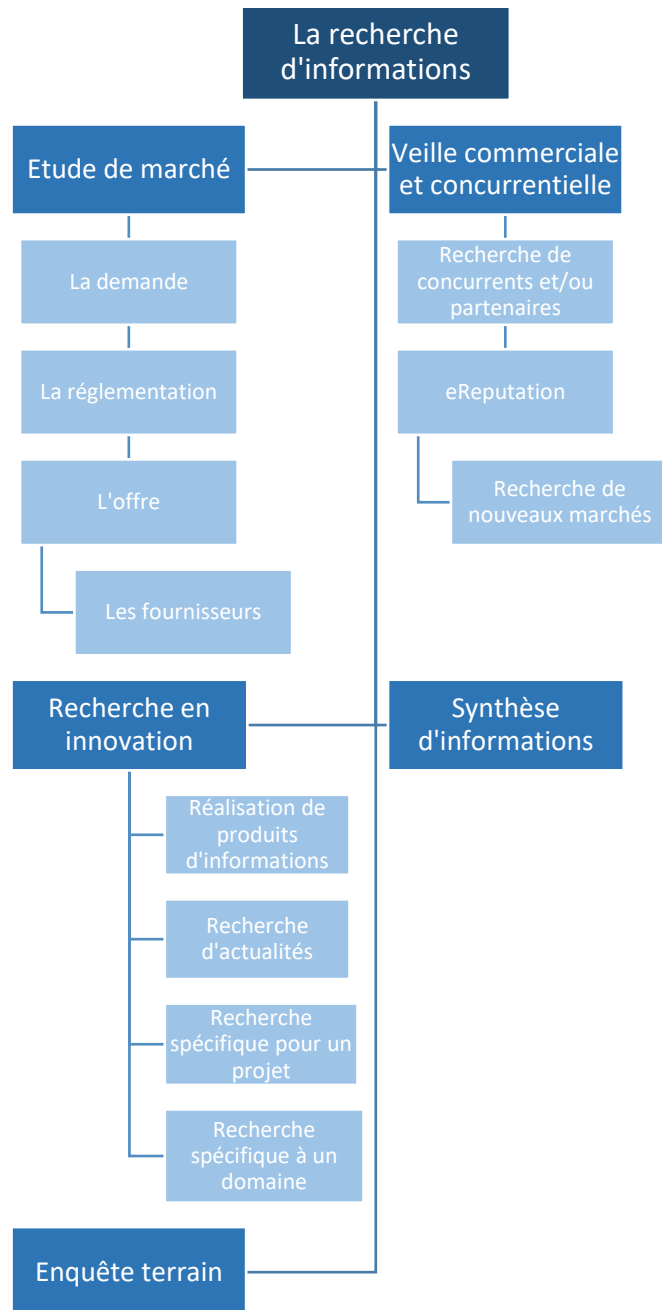 La recherche
d'informations
Etude de marché
Veille commerciale
et concurrentielle
La demande
Recherche de
concurrents et/ou
partenaires
La réglementation
eReputation
L'offre
Recherche de
nouveaux marchés
Les fournisseurs
Recherche en
innovation
Synthèse
d'informations
Réalisation de
produits
d'informations
Recherche
d'actualités
Recherche
spécifique pour un
projet
Recherche
spécifique à un
domaine
Enquête terrain